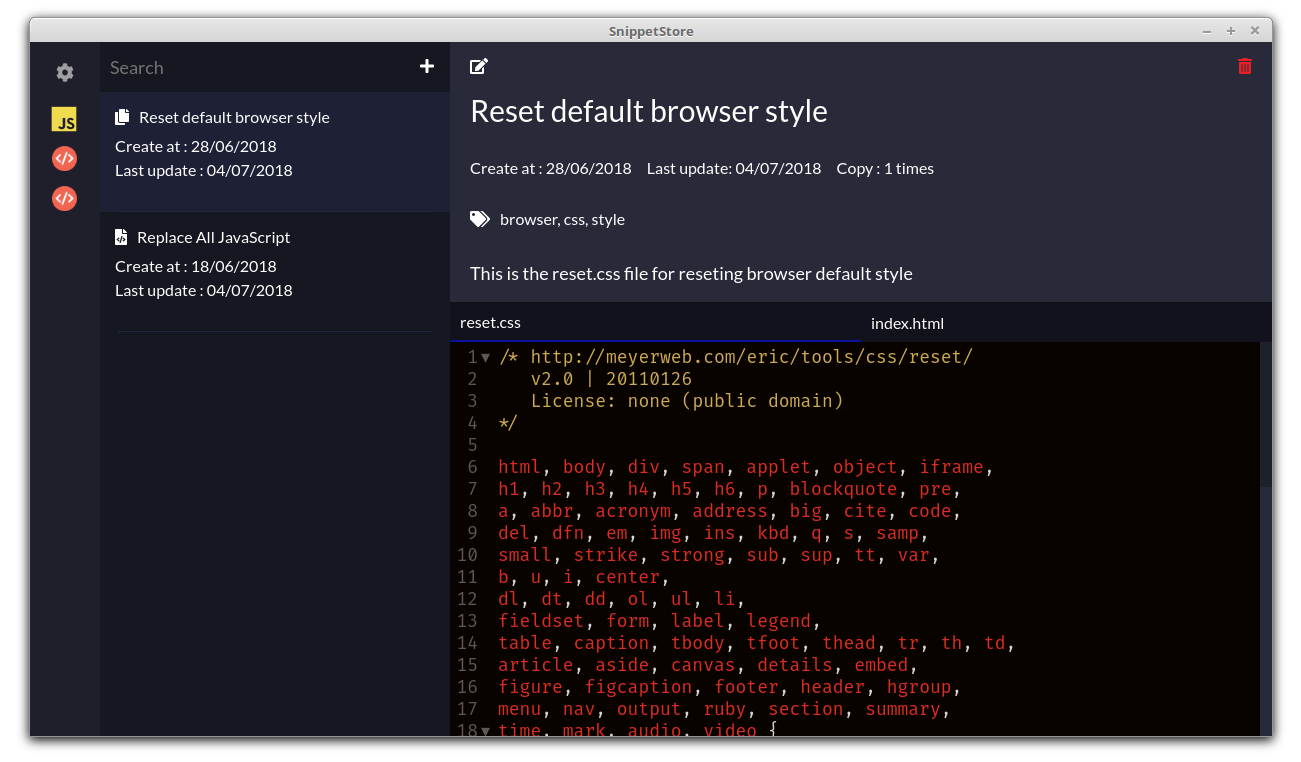 SnippetStore
Search
JS
Reset default browser style
Create at : 28/06/2018
Last update : 04/07/2018
Replace All JavaScript
Create at : 18/06/2018
Last update : 04/07/2018
Reset default browser style
Create at : 28/06/2018 Last update: 04/07/2018 Copy : 1 times
browser, css, style
This is the reset.css file for reseting browser default style
reset.css index.html
1 /* http://meyerweb.com/eric/tools/css/reset/
2 v2.0 | 20110126
3 License: none (public domain)
4 */
5
6 html, body, div, span, applet, object, iframe,
7 h1, h2, h3, h4, h5, h6, p, blockquote, pre,
8 a, abbr, acronym, address, big, cite, code,
9 del, dfn, em, img, ins, kbd, q, s, samp,
10 small, strike, strong, sub, sup, tt, var,
11 b, u, i, center,
12 dl, dt, dd, ol, ul, li,
13 fieldset, form, label, legend,
14 table, caption, tbody, tfoot, thead, tr, th, td,
15 article, aside, canvas, details, embed,
16 figure, figcaption, footer, header, hgroup,
17 menu, nav, output, ruby, section, summary,
18 time, mark, audio, video {